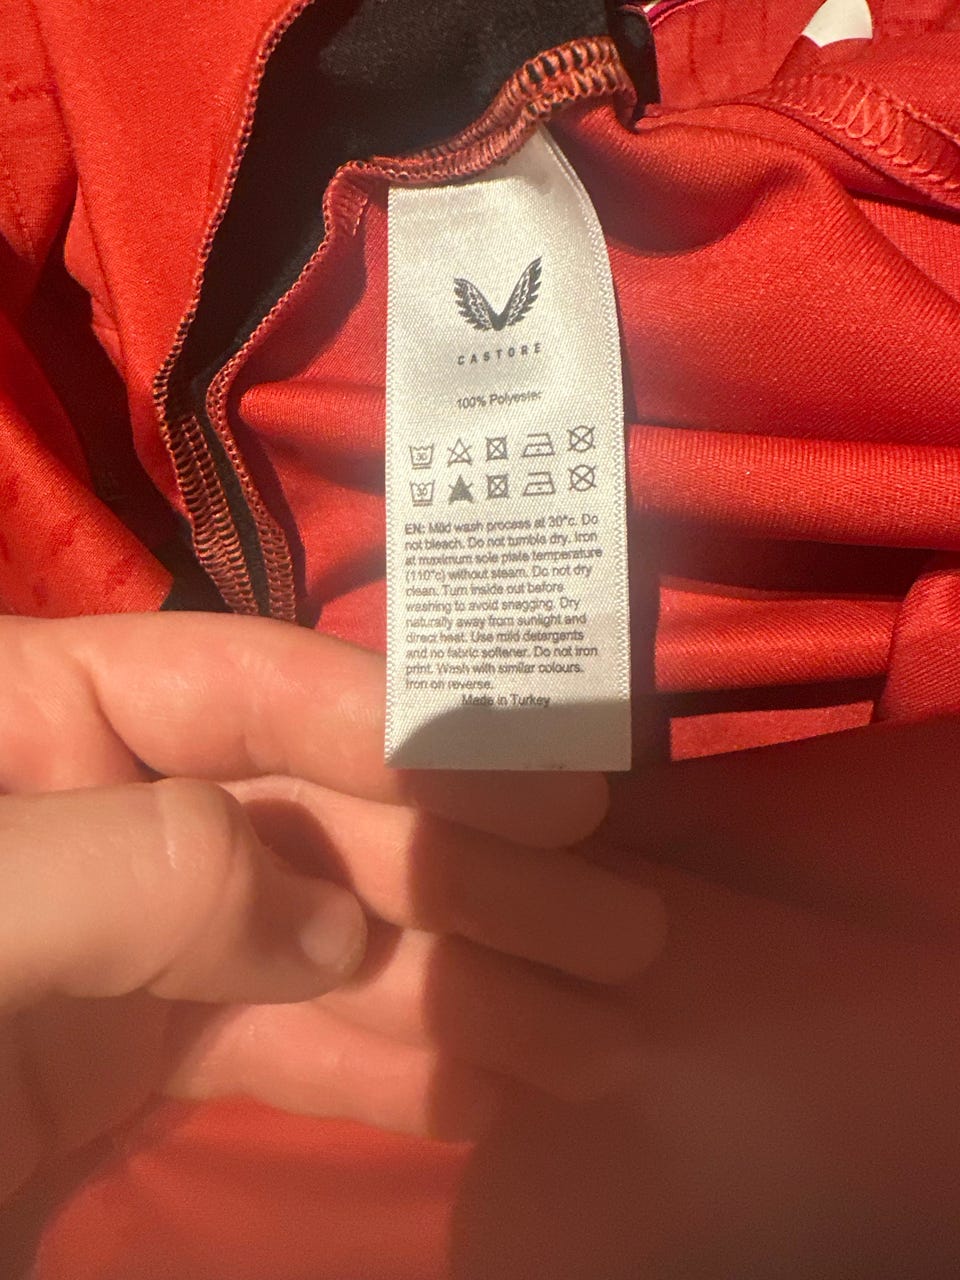 CASTORE
100% Polyester
30
30
EN: Mild wash process at 30°c. Do
not bleach. Do not tumble dry. Iron
at maximum sole plate temperature
(110°c) without steam. Do not dry
clean. Turn inside out before
washing to avoid snagging. Dry
naturally away from sunlight and
direct heat. Use mild detergents
and no fabric softener. Do not iron
print. Wash with similar colours.
Iron on reverse.
Made in Turkey